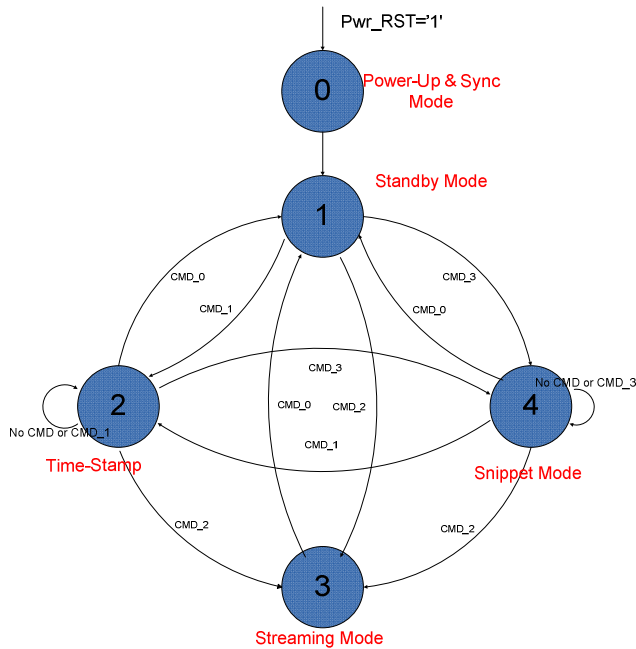 Pwr_RST='1'
0
Power-Up & Sync
Mode
Standby Mode
1
CMD_0
CMD_3
CMD_1
CMD_0
CMD_3
No CMD or CMD_3
2
CMD_0
CMD_2
4
No CMD or CMD_1
CMD_1
Time-Stamp
Snippet Mode
CMD_2
CMD_2
3
Streaming Mode